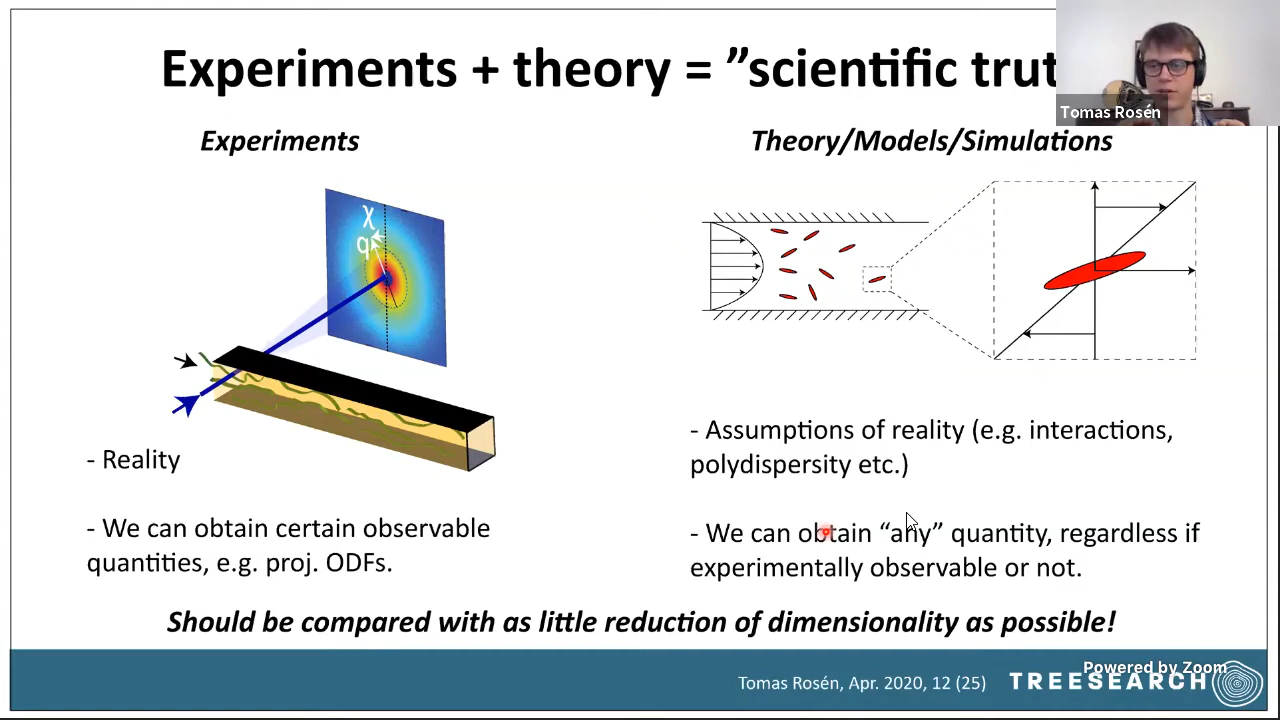 Experiments + theory = ”scientific trut
Tomas Rosén
Experiments
Theory/Models/Simulations
χ
q
- Reality
- We can obtain certain observable
quantities, e.g. proj. ODFs.
- Assumptions of reality (e.g. interactions,
polydispersity etc.)
- We can obtain “any” quantity, regardless if
experimentally observable or not.
Should be compared with as little reduction of dimensionality as possible!
Tomas Rosén, Apr. 2020, 12 (25)
TREESEARCH
Powered by Zoom